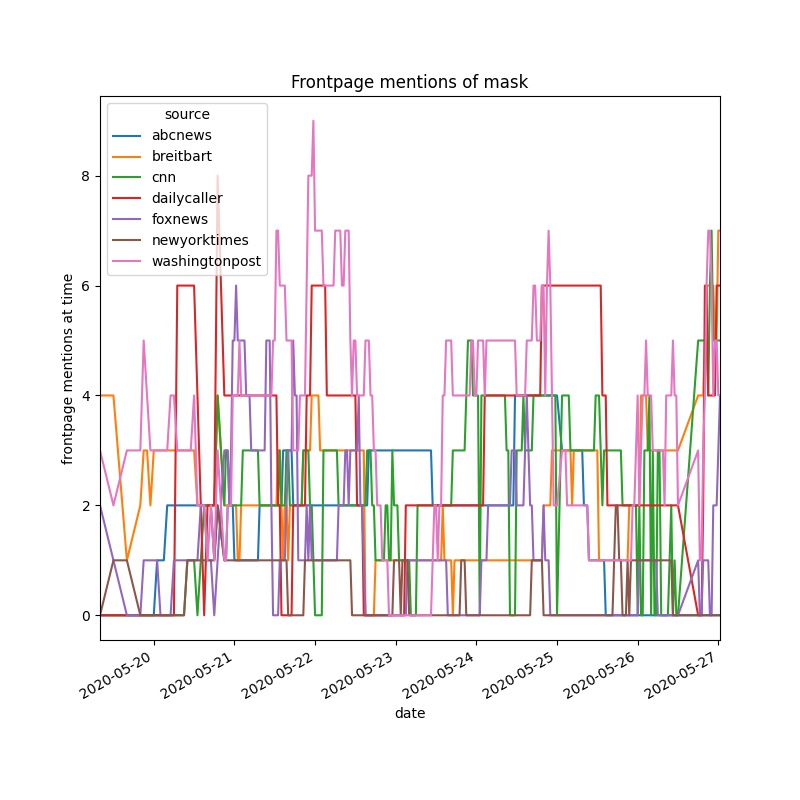 Frontpage mentions of mask
source
abcnews
breitbart
cnn
dailycaller
foxnews
newyorktimes
washingtonpost
frontpage mentions at time
8
6
4
2
0
2020-05-20
2020-05-21
2020-05-22
2020-05-23
2020-05-24
2020-05-25
2020-05-26
2020-05-27
date